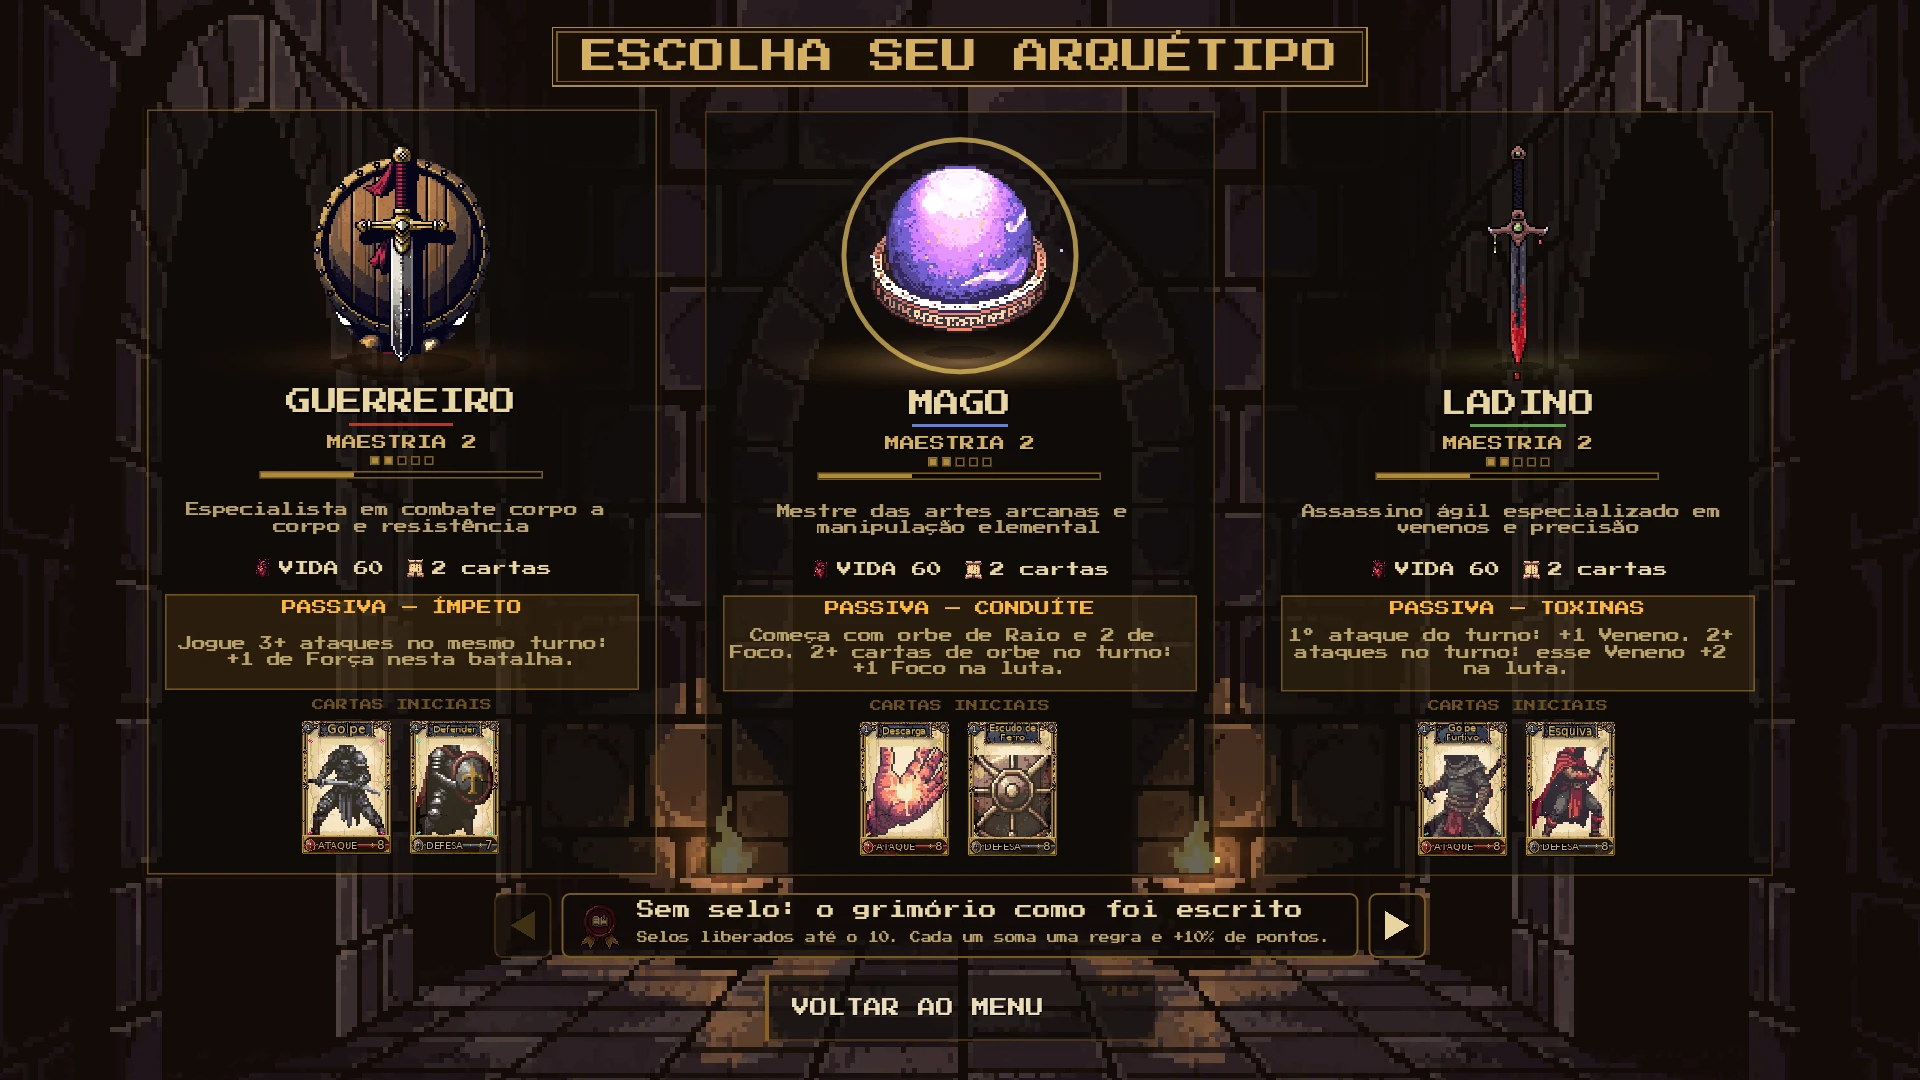 ESCOLHA SEU ARQUÉTIPO
GUERREIRO
MAESTRIA 2
Especialista em combate corpo a
corpo e resistência
VIDA 60 2 cartas
PASSIVA — ÍMPETO
Jogue 3+ ataques no mesmo turno:
+1 de Força nesta batalha.
CARTAS INICIAIS
Golpe
ATAQUE 8
Defender
DEFESA 7
MAGO
MAESTRIA 2
Mestre das artes arcanas e
manipulação elemental
VIDA 60 2 cartas
PASSIVA — CONDUÍTE
Começa com orbe de Raio e 2 de
Foco. 2+ cartas de orbe no turno:
+1 Foco na luta.
CARTAS INICIAIS
Descarga
ATAQUE 8
Escudo de
Ferro
DEFESA 8
LADINO
MAESTRIA 2
Assassino ágil especializado em
venenos e precisão
VIDA 60 2 cartas
PASSIVA — TOXINAS
1º ataque do turno: +1 Veneno. 2+
ataques no turno: esse Veneno +2
na luta.
CARTAS INICIAIS
Golpe
Furtivo
ATAQUE 8
Esquiva
DEFESA 8
Sem selo: o grimório como foi escrito
Selos liberados até o 10. Cada um soma uma regra e +10% de pontos.
VOLTAR AO MENU